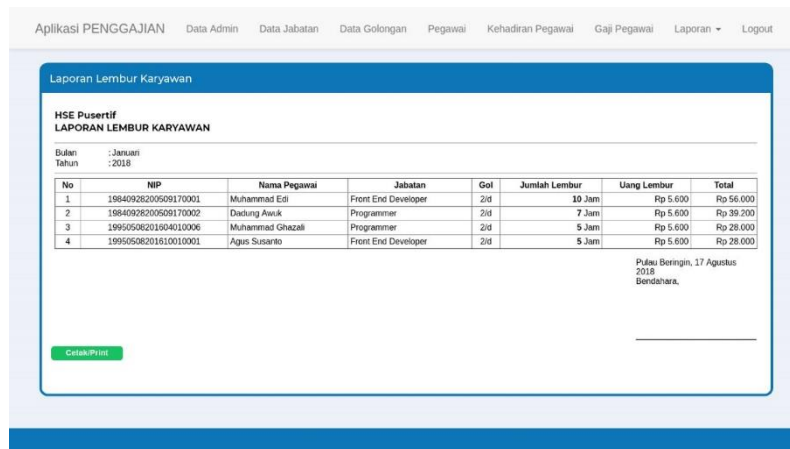 Aplikasi PENGGAJIAN Data Admin Data Jabatan Data Golongan Pegawai Kehadiran Pegawai Gaji Pegawai Laporan Logout
Laporan Lembur Karyawan
HSE Pusertif
LAPORAN LEMBUR KARYAWAN
Bulan : Januari
Tahun : 2018
No NIP Nama Pegawai Jabatan Gol Jumlah Lembur Uang Lembur Total
1 19840928200509170001 Muhammad Edi Front End Developer 2/d 10 Jam Rp 5.600 Rp 56.000
2 19840928200509170002 Dadung Awuk Programmer 2/d 7 Jam Rp 5.600 Rp 39.200
3 19950508201604010006 Muhammad Ghazali Programmer 2/d 5 Jam Rp 5.600 Rp 28.000
4 19950508201610010001 Agus Susanto Front End Developer 2/d 5 Jam Rp 5.600 Rp 28.000
Pulau Beringin, 17 Agustus
2018
Bendahara,
Cetak/Print